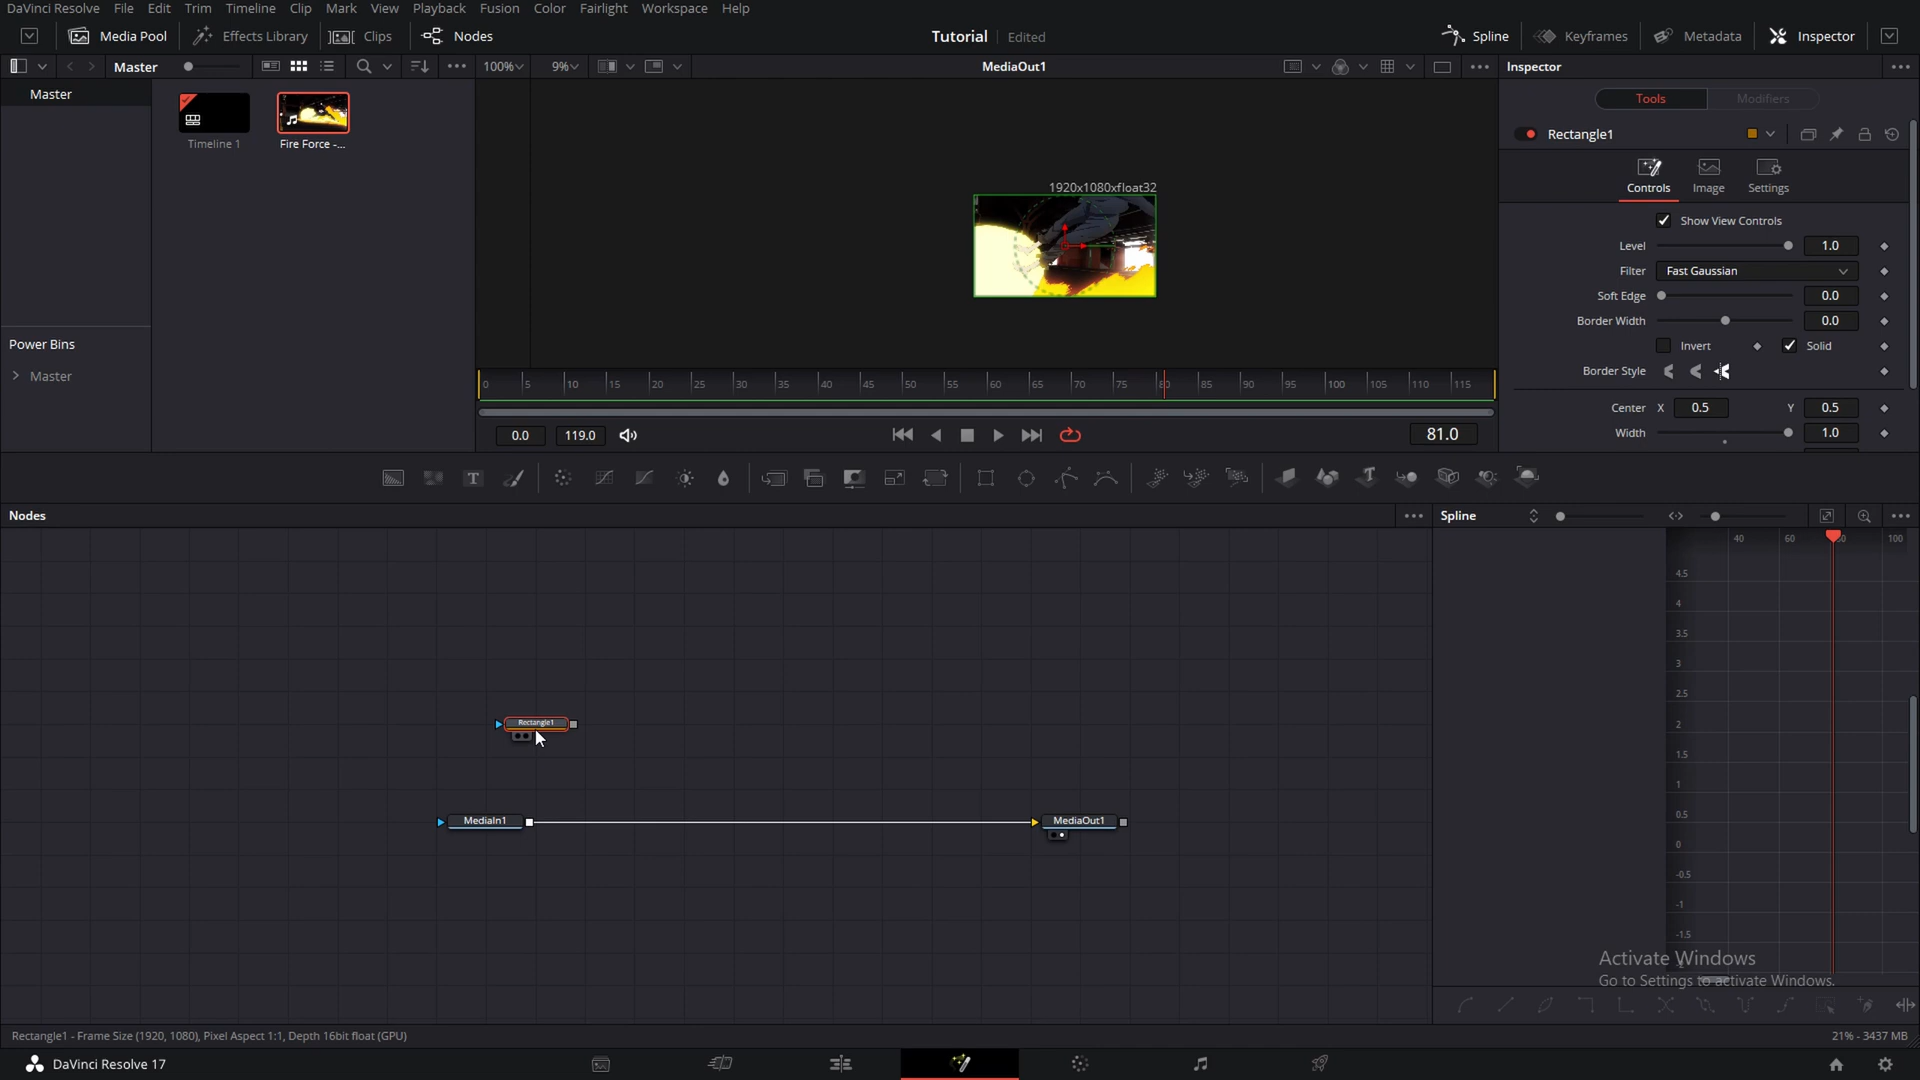 DaVinci Resolve File Edit Trim Timeline Clip Mark View Playback Fusion Color Fairlight Workspace Help
Media Pool Effects Library Clips Nodes Tutorial Edited Spline Keyframes Metadata Inspector
Master 100% 9% MediaOut1 Inspector
Master
Timeline 1
Fire Force -...
Power Bins
Master
1920x1080xfloat32
0 5 10 15 20 25 30 35 40 45 50 55 60 65 70 75 80 85 90 95 100 105 110 115
0.0 119.0 81.0
Tools Modifiers
Rectangle1
Controls Image Settings
Show View Controls
Level 1.0
Filter Fast Gaussian
Soft Edge 0.0
Border Width 0.0
Invert Solid
Border Style
Center X 0.5 Y 0.5
Width 1.0
Nodes
Spline
40 60 80 100
4.5
4
3.5
3
2.5
2
1.5
1
0.5
0
-0.5
-1
-1.5
Rectangle1
MediaIn1
MediaOut1
Activate Windows
Go to Settings to activate Windows.
Rectangle1 - Frame Size (1920, 1080), Pixel Aspect 1:1, Depth 16bit float (GPU)
21% - 3437 MB
DaVinci Resolve 17